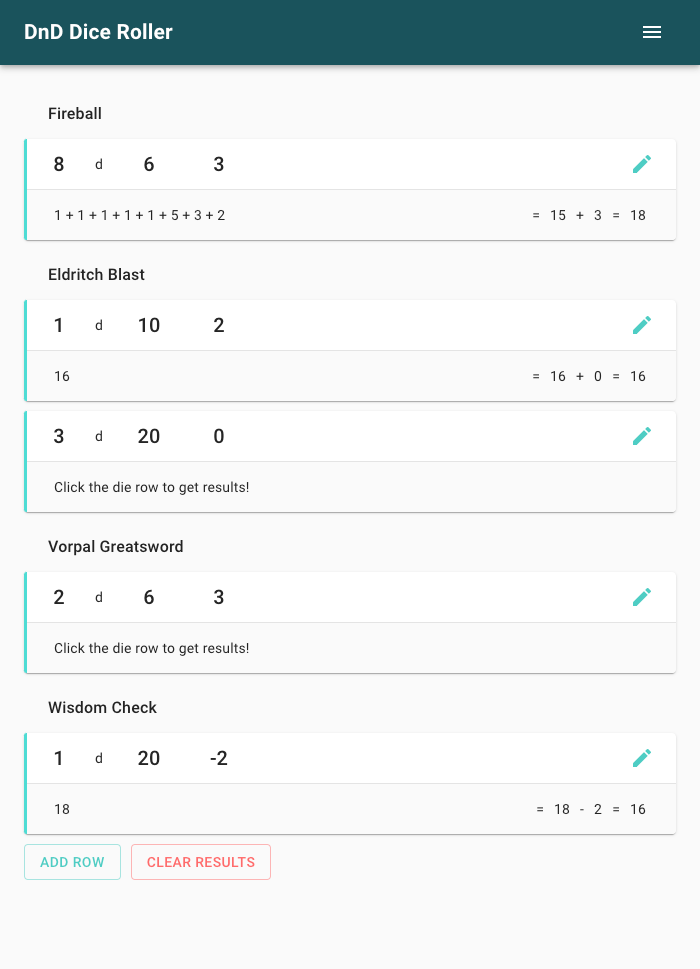 DnD Dice Roller
Fireball
8 d 6 3
1 + 1 + 1 + 1 + 1 + 5 + 3 + 2 = 15 + 3 = 18
Eldritch Blast
1 d 10 2
16 = 16 + 0 = 16
3 d 20 0
Click the die row to get results!
Vorpal Greatsword
2 d 6 3
Click the die row to get results!
Wisdom Check
1 d 20 -2
18 = 18 - 2 = 16
ADD ROW CLEAR RESULTS